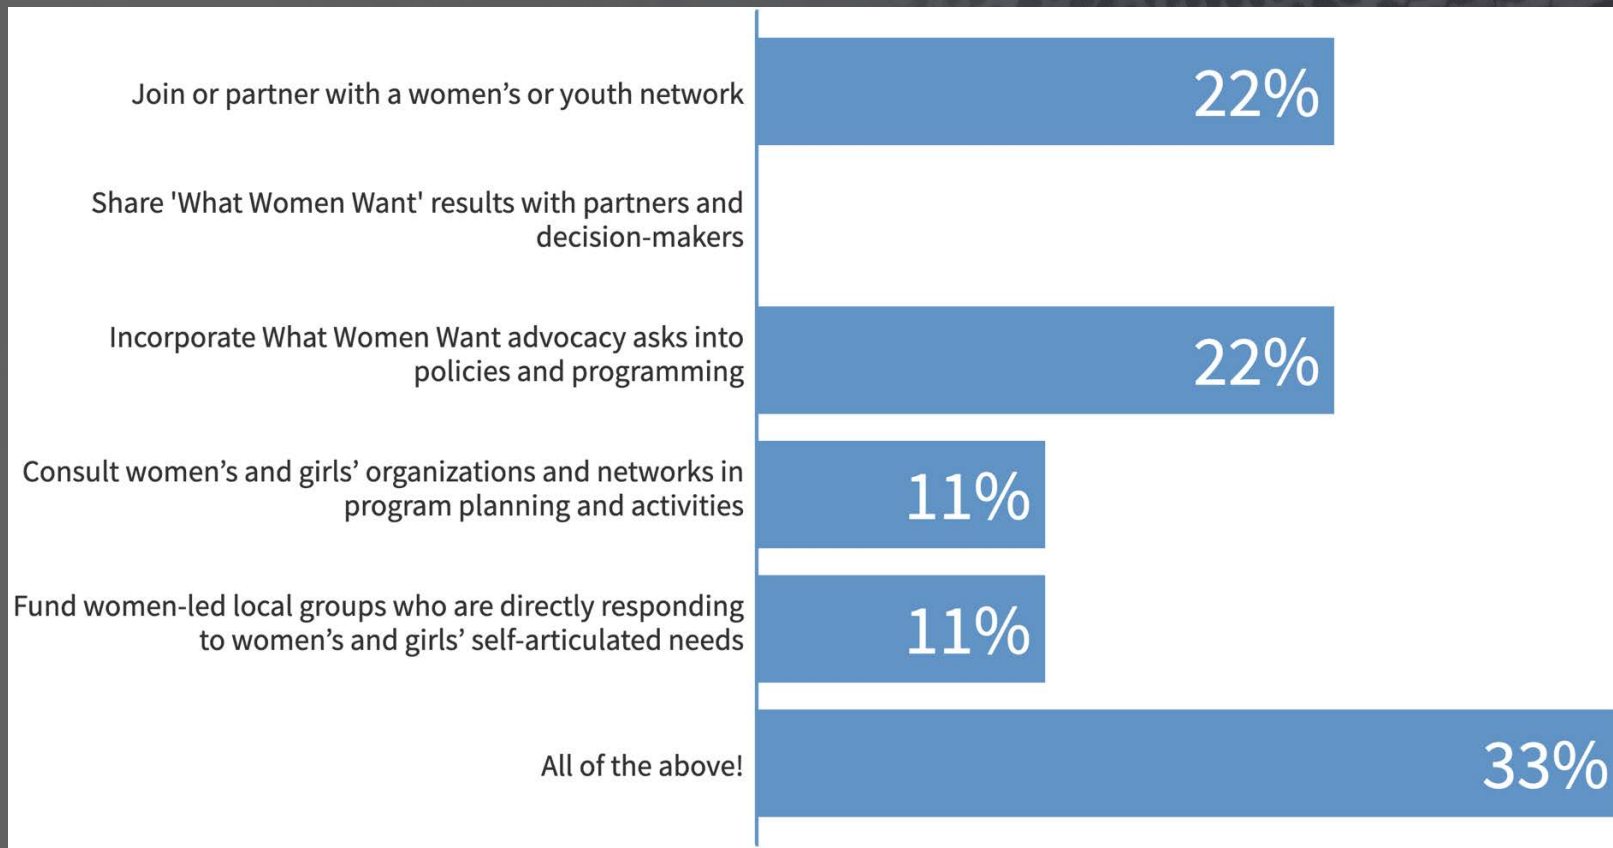 Join or partner with a women’s or youth network
22%
Share 'What Women Want' results with partners and
decision-makers
Incorporate What Women Want advocacy asks into
policies and programming
22%
Consult women’s and girls’ organizations and networks in
program planning and activities
11%
Fund women-led local groups who are directly responding
to women’s and girls’ self-articulated needs
11%
All of the above!
33%